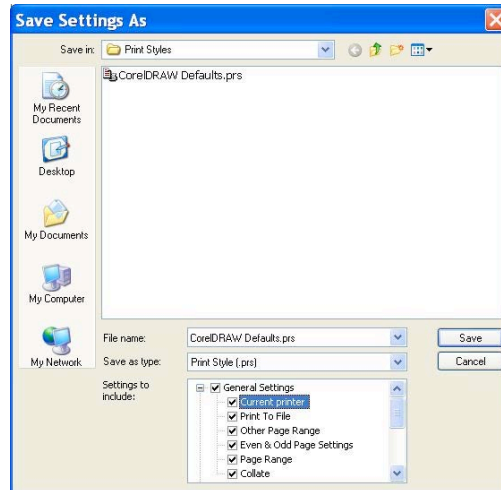 Save Settings As
Save in:
Print Styles
CorelDRAW Defaults.prs
My Recent
Documents
Desktop
My Documents
My Computer
My Network
File name:
CorelDRAW Defaults.prs
Save
Save as type:
Print Style (.prs)
Cancel
Settings to
include:
General Settings
Current printer
Print To File
Other Page Range
Even & Odd Page Settings
Page Range
Collate